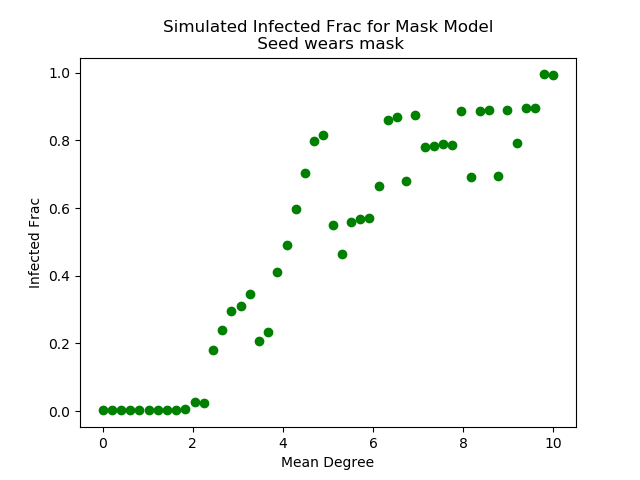 Simulated Infected Frac for Mask Model
Seed wears mask
1.0
0.8
0.6
0.4
0.2
0.0
Infected Frac
0 2 4 6 8 10
Mean Degree